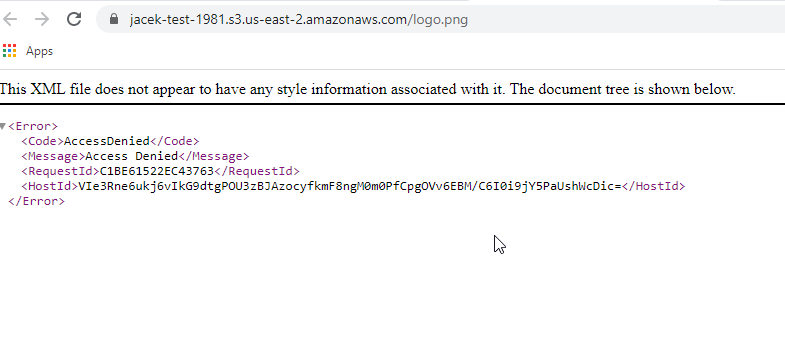 jacek-test-1981.s3.us-east-2.amazonaws.com/logo.png
Apps
This XML file does not appear to have any style information associated with it. The document tree is shown below.
<Error>
<Code>AccessDenied</Code>
<Message>Access Denied</Message>
<RequestId>C1BE61522EC43763</RequestId>
<HostId>VIe3Rne6ukj6vIkG9dtgPOU3zBJAzocyfkmF8ngM0m0PfCpgOVv6EBM/C6I0i9jY5PaUshWcDic=</HostId>
</Error>